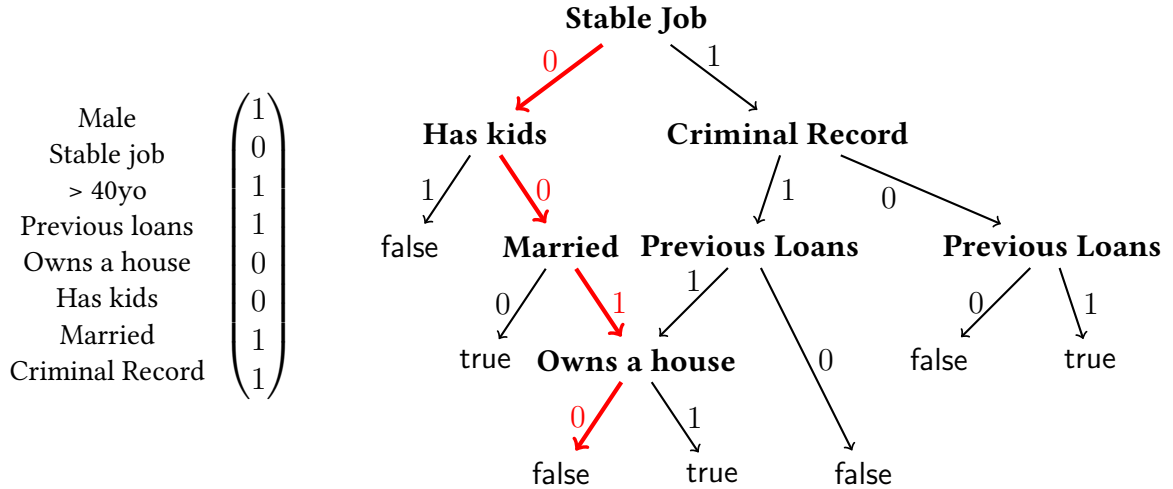 Male 1
Stable job 0
> 40yo 1
Previous loans 1
Owns a house 0
Has kids 0
Married 1
Criminal Record 1
Stable Job
0 1
Has kids Criminal Record
1 0 1 0
false Married Previous Loans Previous Loans
0 1 1 0 0 1
true Owns a house false true
0 1
false true false